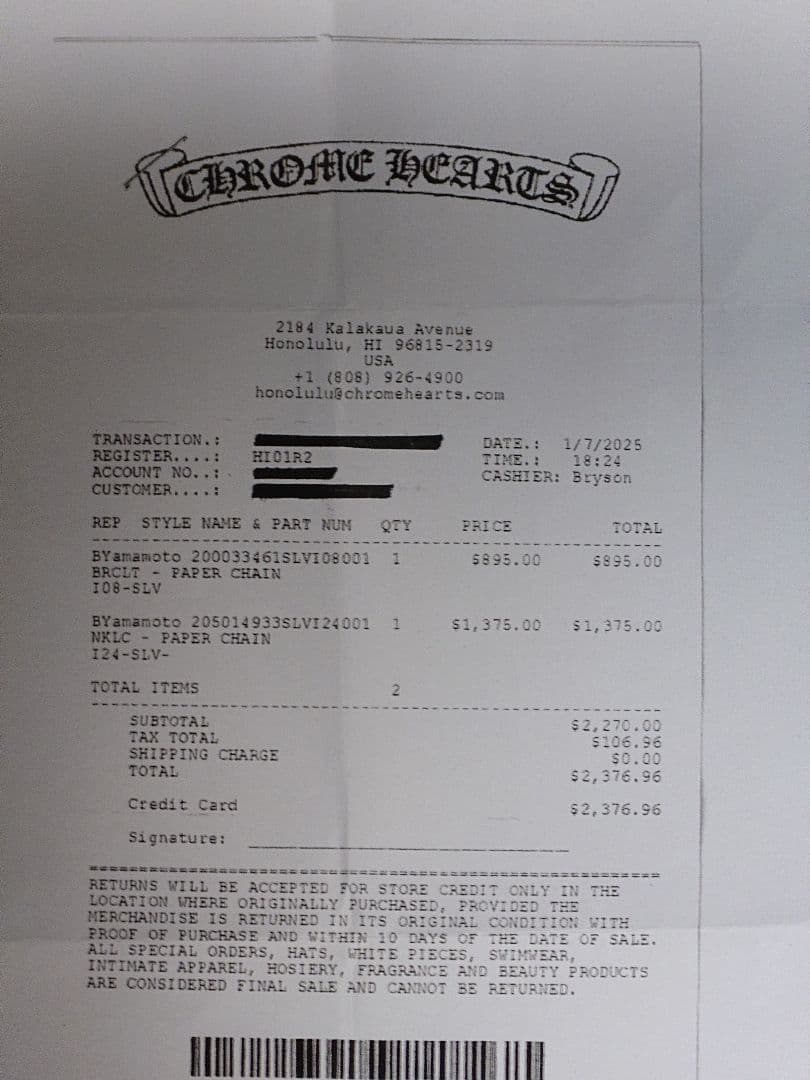 CHROME HEARTS
2184 Kalakaua Avenue
Honolulu, HI 96815-2319
USA
+1 (808) 926-4900
honolulu@chromehearts.com
TRANSACTION.:
REGISTER....: HI01R2
ACCOUNT NO..:
CUSTOMER....:
DATE.: 1/7/2025
TIME.: 18:24
CASHIER: Bryson
REP STYLE NAME & PART NUM QTY PRICE TOTAL
BYamamoto 200033461SLVI08001 1 $895.00 $895.00
BRCLT - PAPER CHAIN
I08-SLV
BYamamoto 205014933SLVI24001 1 $1,375.00 $1,375.00
NKLC - PAPER CHAIN
I24-SLV-
TOTAL ITEMS 2
SUBTOTAL $2,270.00
TAX TOTAL $106.96
SHIPPING CHARGE $0.00
TOTAL $2,376.96
Credit Card $2,376.96
Signature:
RETURNS WILL BE ACCEPTED FOR STORE CREDIT ONLY IN THE
LOCATION WHERE ORIGINALLY PURCHASED, PROVIDED THE
MERCHANDISE IS RETURNED IN ITS ORIGINAL CONDITION WITH
PROOF OF PURCHASE AND WITHIN 10 DAYS OF THE DATE OF SALE.
ALL SPECIAL ORDERS, HATS, WHITE PIECES, SWIMWEAR,
INTIMATE APPAREL, HOSIERY, FRAGRANCE AND BEAUTY PRODUCTS
ARE CONSIDERED FINAL SALE AND CANNOT BE RETURNED.